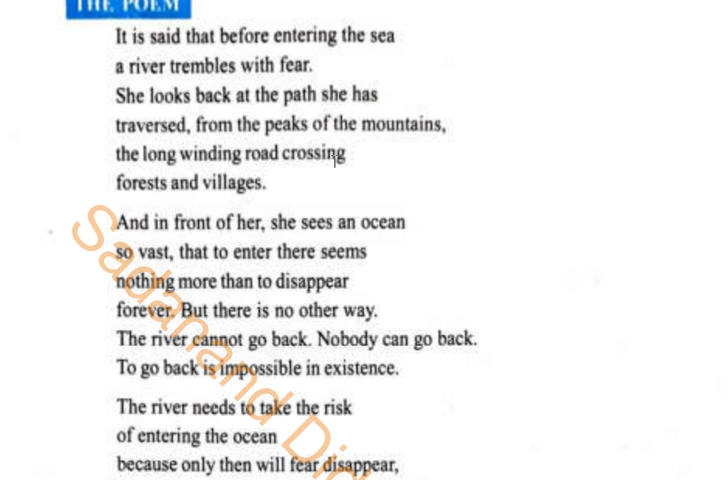 THE POEM
It is said that before entering the sea
a river trembles with fear.
She looks back at the path she has
traversed, from the peaks of the mountains,
the long winding road crossing
forests and villages.
And in front of her, she sees an ocean
so vast, that to enter there seems
nothing more than to disappear
forever. But there is no other way.
The river cannot go back. Nobody can go back.
To go back is impossible in existence.
The river needs to take the risk
of entering the ocean
because only then will fear disappear,
Sadanand